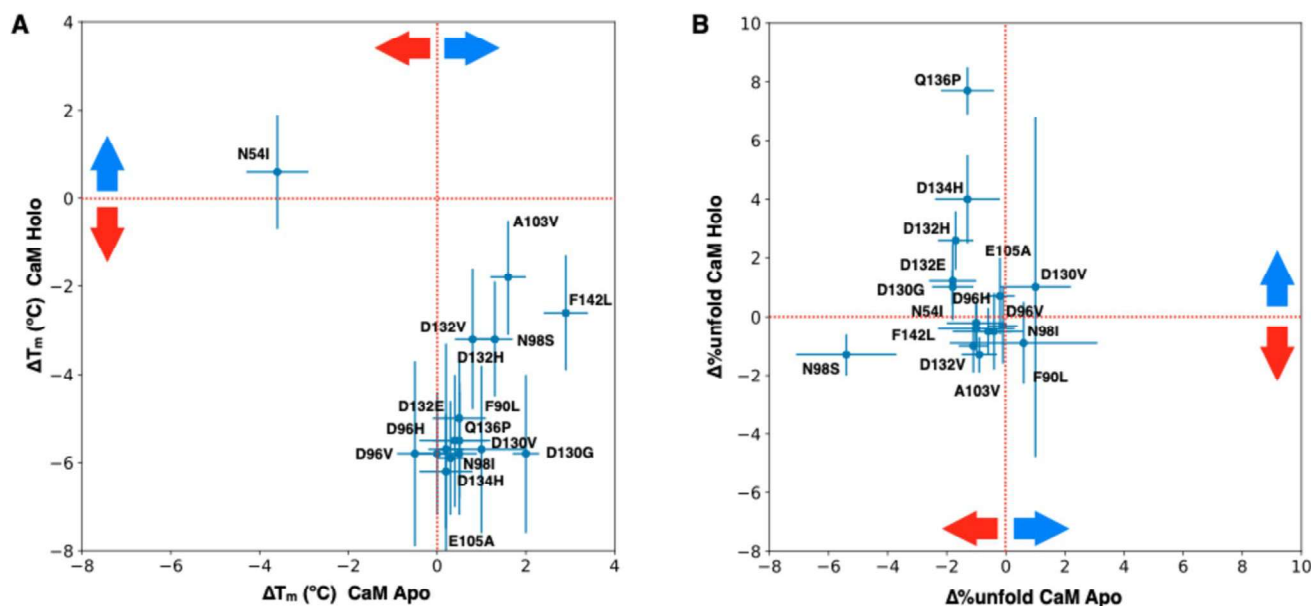 A
4
2
0
−2
−4
−6
−8
−8
−6
−4
−2
0
2
4
ΔTₘ (°C) CaM Holo
ΔTₘ (°C) CaM Apo
N54I
A103V
F142L
D132V
N98S
D132H
D132E
F90L
D96H
Q136P
D130V
D96V
D130G
N98I
D134H
E105A
B
10
8
6
4
2
0
−2
−4
−6
−8
−8
−6
−4
−2
0
2
4
6
8
10
Δ%unfold CaM Holo
Δ%unfold CaM Apo
Q136P
D134H
D132H
E105A
D132E
D130V
D130G
D96H
N54I
D96V
F142L
N98I
N98S
D132V
F90L
A103V